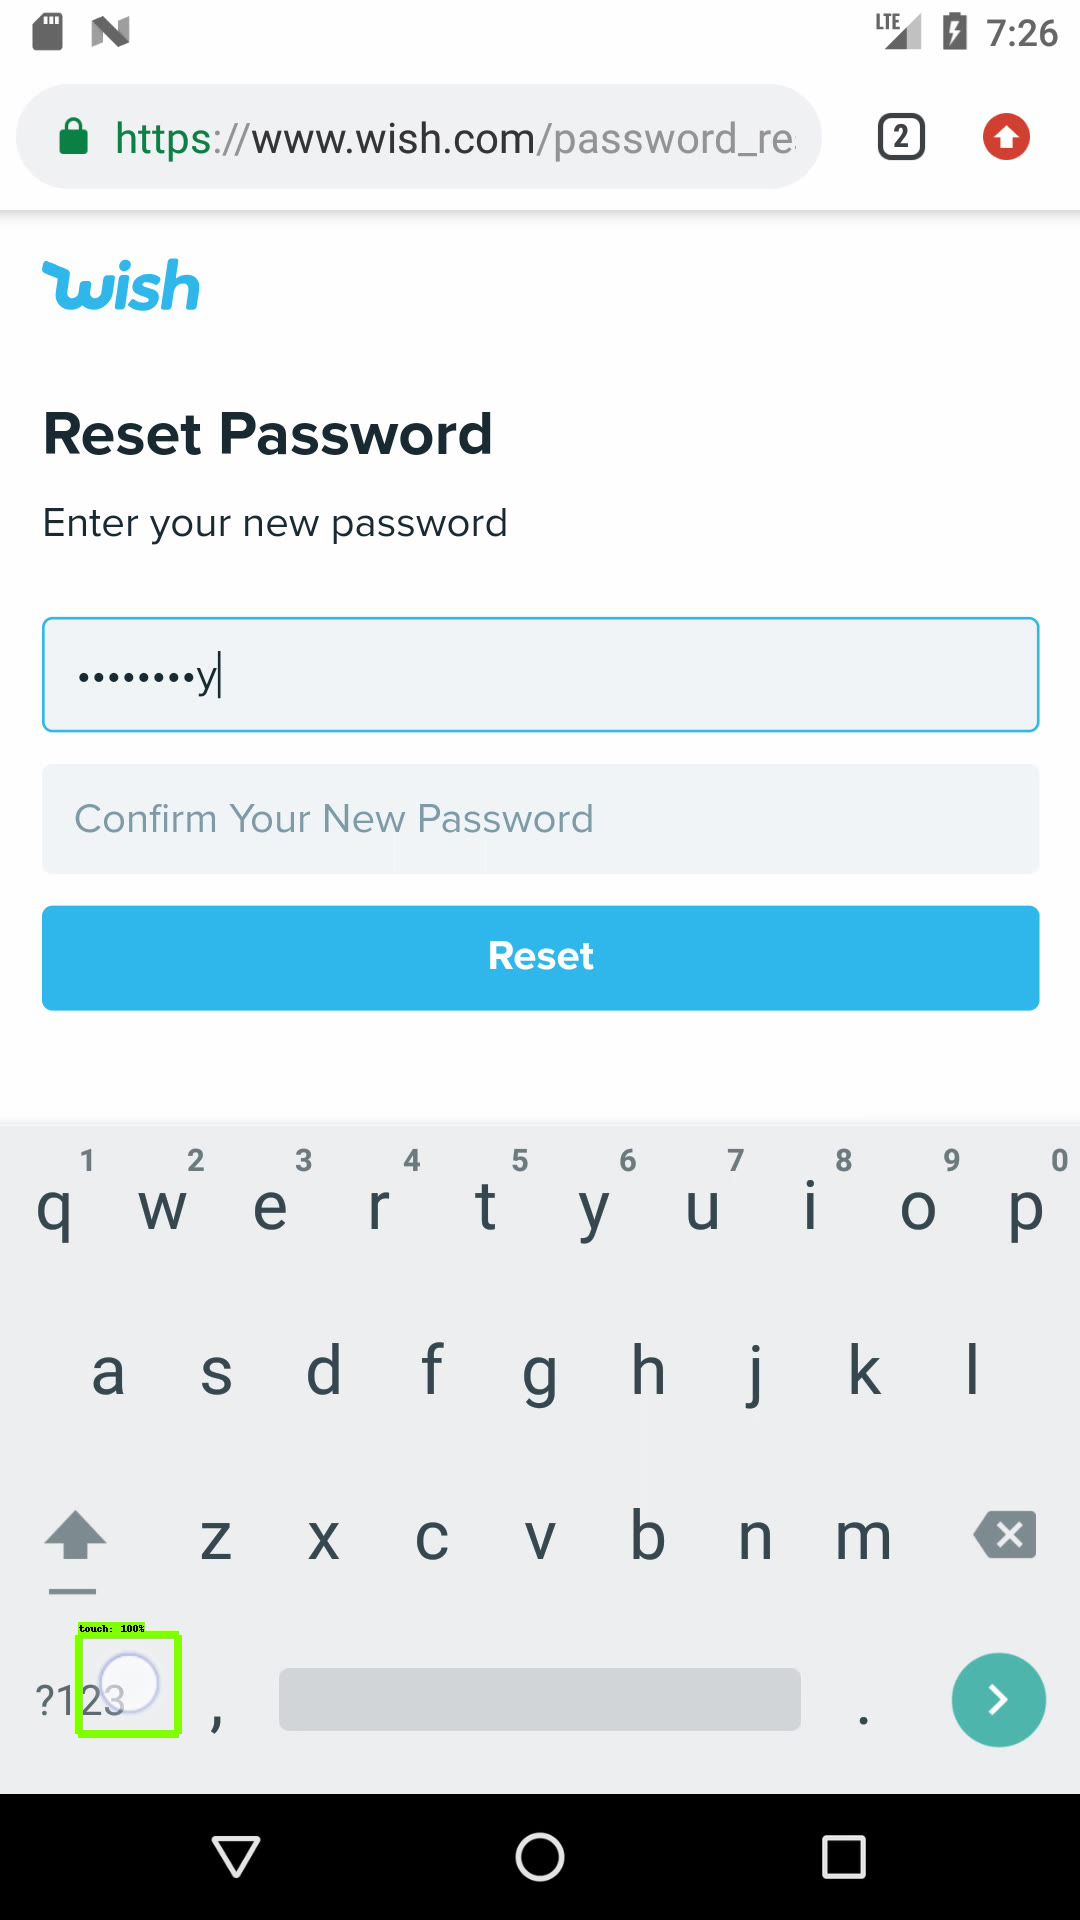 LTE 7:26
https://www.wish.com/password_re 2
wish
Reset Password
Enter your new password
••••••••y
Confirm Your New Password
Reset
1 2 3 4 5 6 7 8 9 0
q w e r t y u i o p
a s d f g h j k l
z x c v b n m
touch: 100%
?123 , .